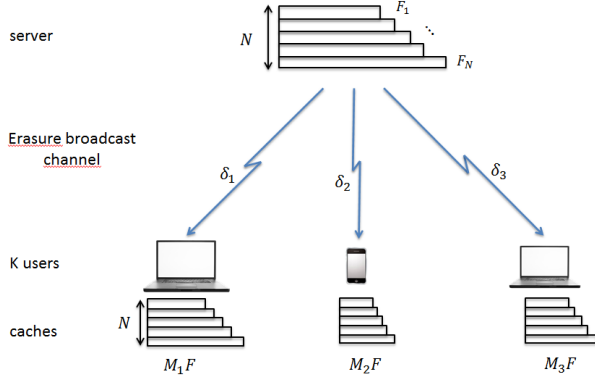 F₁
server
N
F_N
Erasure broadcast
channel
δ₁
δ₂
δ₃
K users
N
caches
M₁F
M₂F
M₃F